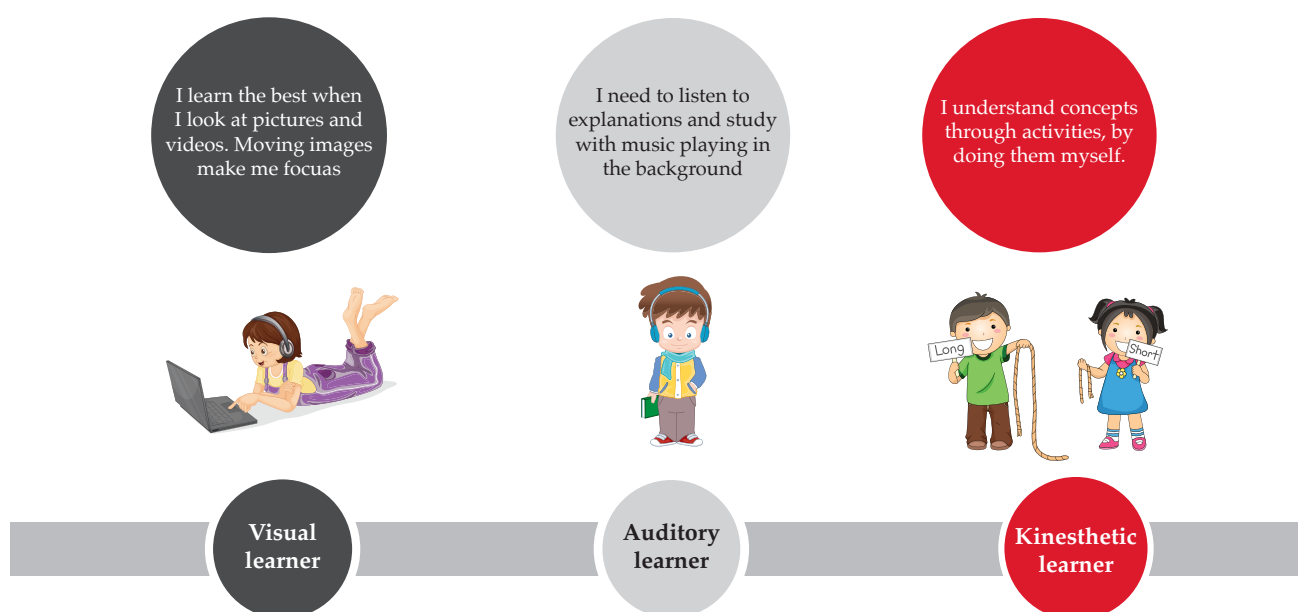 I learn the best when
I look at pictures and
videos. Moving images
make me focuas
I need to listen to
explanations and study
with music playing in
the background
I understand concepts
through activities, by
doing them myself.
Long
Short
Visual
learner
Auditory
learner
Kinesthetic
learner